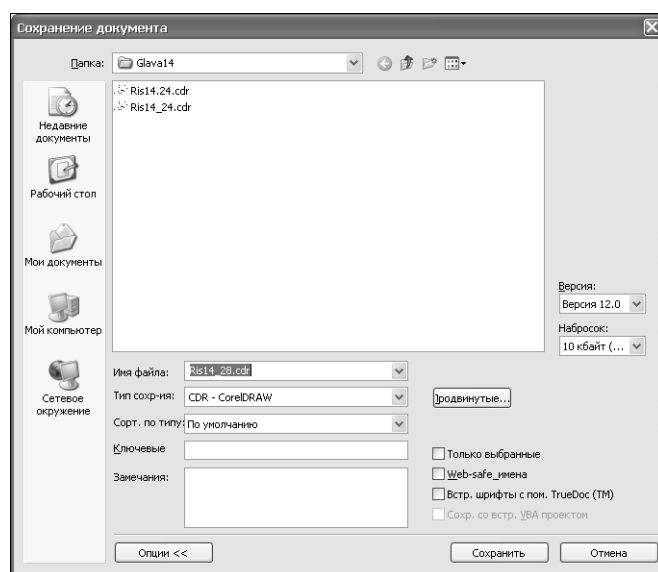 Сохранение документа
Папка: Glava14
Ris14.24.cdr
Ris14_24.cdr
Недавние
документы
Рабочий стол
Мои документы
Мой компьютер
Сетевое
окружение
Версия:
Версия 12.0
Набросок:
10 кбайт (...
Имя файла: Ris14_28.cdr
Тип сохр-ия: CDR - CorelDRAW
Продвинутые...
Сорт. по типу: По умолчанию
Ключевые
Замечания:
Только выбранные
Web-safe_имена
Встр. шрифты с пом. TrueDoc (TM)
Сохр. со встр. VBA проектом
Опции <<
Сохранить
Отмена